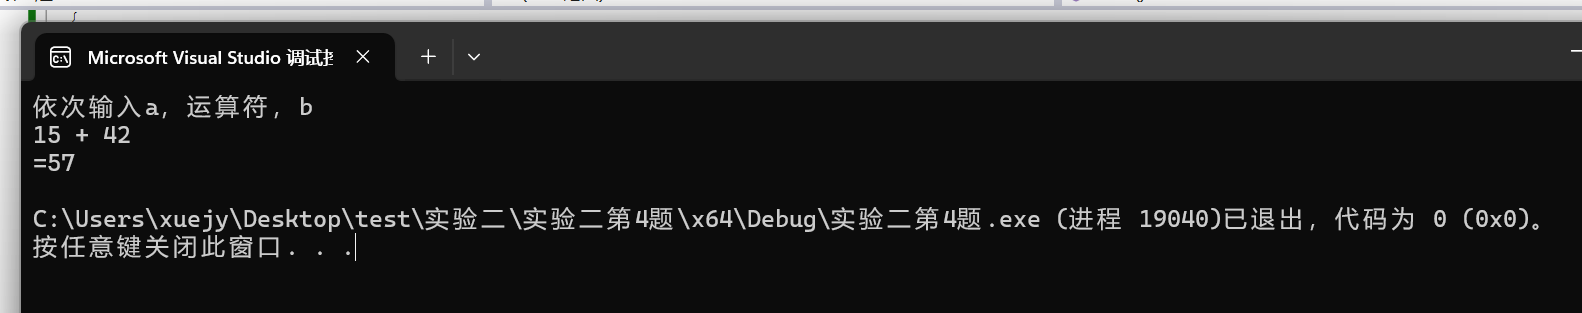 Microsoft Visual Studio 调试控
依次输入a，运算符，b
15 + 42
=57
C:\Users\xuejy\Desktop\test\实验二\实验二第4题\x64\Debug\实验二第4题.exe (进程 19040)已退出，代码为 0 (0x0)。
按任意键关闭此窗口. . .